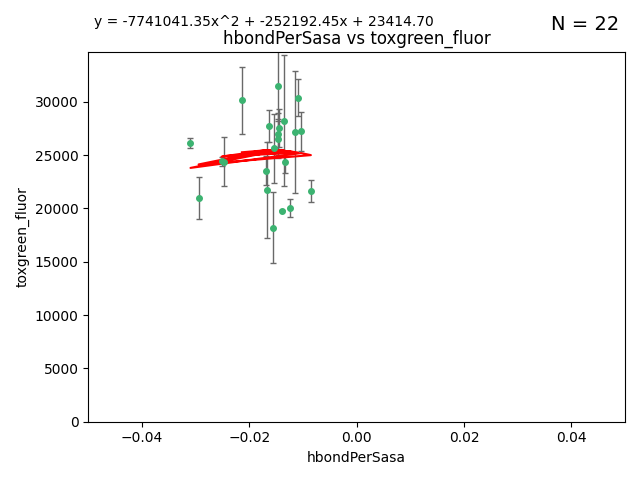 y = -7741041.35x^2 + -252192.45x + 23414.70
N = 22
hbondPerSasa vs toxgreen_fluor
toxgreen_fluor
30000
25000
20000
15000
10000
5000
0
−0.04
−0.02
0.00
0.02
0.04
hbondPerSasa